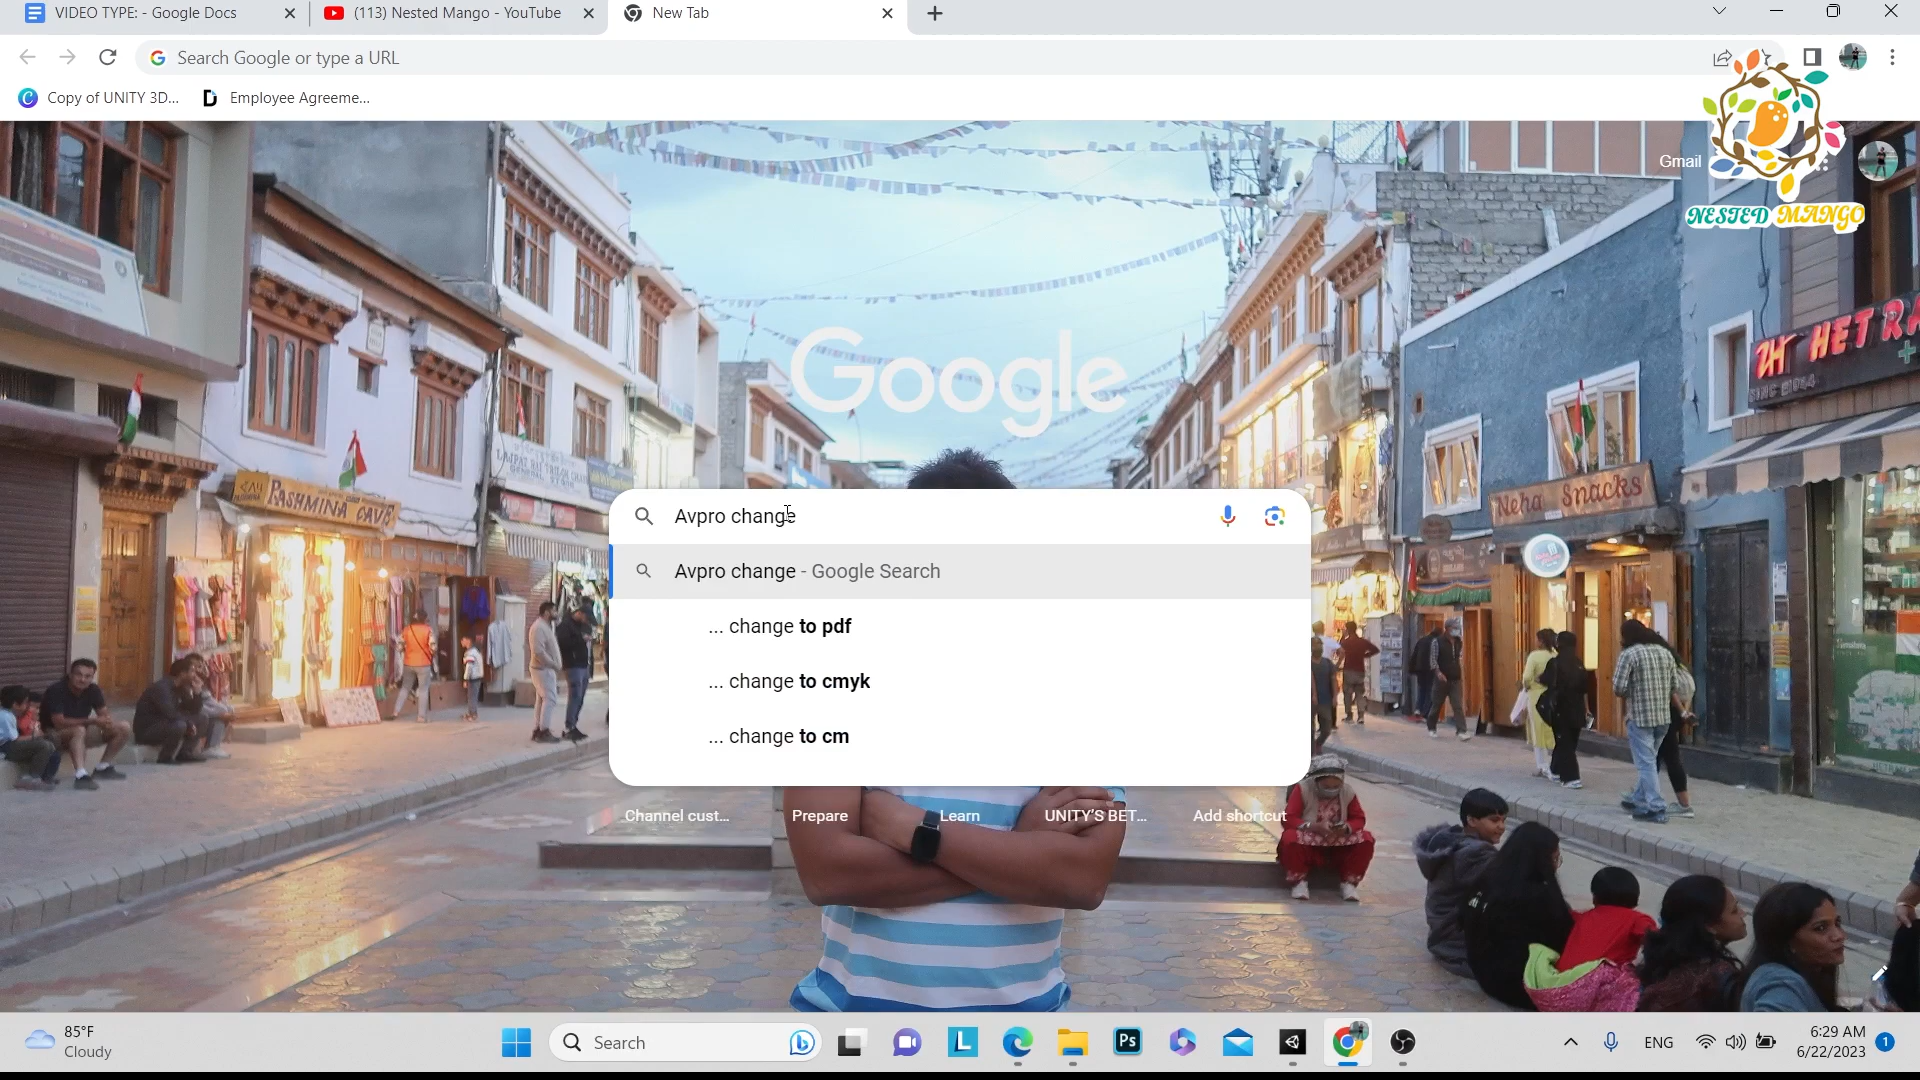 VIDEO TYPE: - Google Docs
(113) Nested Mango - YouTube
New Tab
Search Google or type a URL
Copy of UNITY 3D...
Employee Agreeme...
Gmail
NESTED MANGO
Google
HET RA
PASHMINA CAVE
Neha Snacks
Avpro change
Avpro change - Google Search
... change to pdf
... change to cmyk
... change to cm
Channel cust...
Prepare
Learn
UNITY'S BET...
Add shortcut
85°F
Cloudy
Search
L
Ps
ENG
6:29 AM
6/22/2023
1